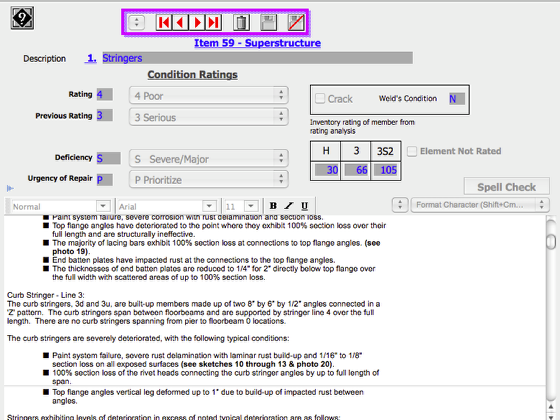 9
Item 59 - Superstructure
Description 1. Stringers
Condition Ratings
Rating 4 4 Poor
Previous Rating 3 3 Serious
Crack Weld's Condition N
Inventory rating of member from
rating analysis
H 3 3S2
30 66 105
Element Not Rated
Deficiency S S Severe/Major
Urgency of Repair P P Prioritize
Spell Check
Normal Arial 11 B I U Format Character (Shift+Cm...
■ Paint system failure, severe corrosion with rust delamination and section loss.
■ Top flange angles have deteriorated to the point where they exhibit 100% section loss over their
full length and are structurally ineffective.
■ The majority of lacing bars exhibit 100% section loss at connections to top flange angles. (see
photo 19).
■ End batten plates have impacted rust at the connections to the top flange angles.
■ The thicknesses of end batten plates are reduced to 1/4" for 2" directly below top flange over
the full width with scattered areas of up to 100% section loss.
Curb Stringer - Line 3:
The curb stringers, 3d and 3u, are built-up members made up of two 8" by 6" by 1/2" angles connected in a
'Z' pattern. The curb stringers span between floorbeams and are supported by stringer line 4 over the full
length. There are no curb stringers spanning from pier to floorbeam 0 locations.
The curb stringers are severely deteriorated, with the following typical conditions:
■ Paint system failure, severe rust delamination with laminar rust build-up and 1/16" to 1/8"
section loss on all exposed surfaces (see sketches 10 through 13 & photo 20).
■ 100% section loss of the rivet heads connecting the curb stringer angles by up to full length of
span.
■ Top flange angles vertical leg deformed up to 1" due to build-up of impacted rust between
angles.
Stringers exhibiting levels of deterioration in excess of noted typical deterioration are as follows: